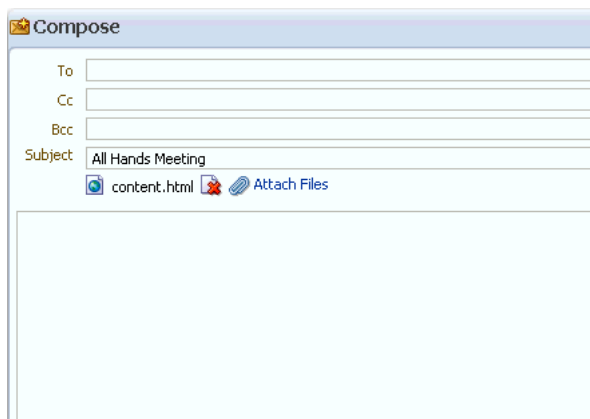 Compose
To
Cc
Bcc
Subject All Hands Meeting
content.html Attach Files